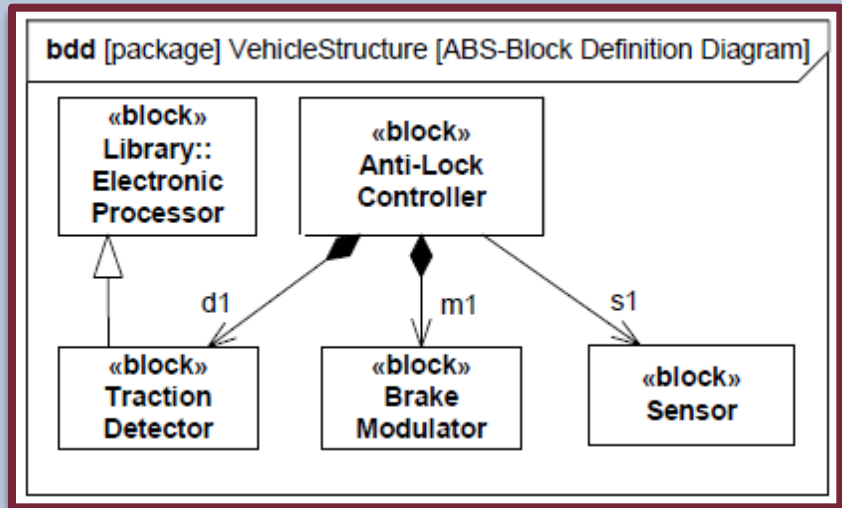 bdd [package] VehicleStructure [ABS-Block Definition Diagram]
«block»
Library::
Electronic
Processor
«block»
Anti-Lock
Controller
d1
m1
s1
«block»
Traction
Detector
«block»
Brake
Modulator
«block»
Sensor